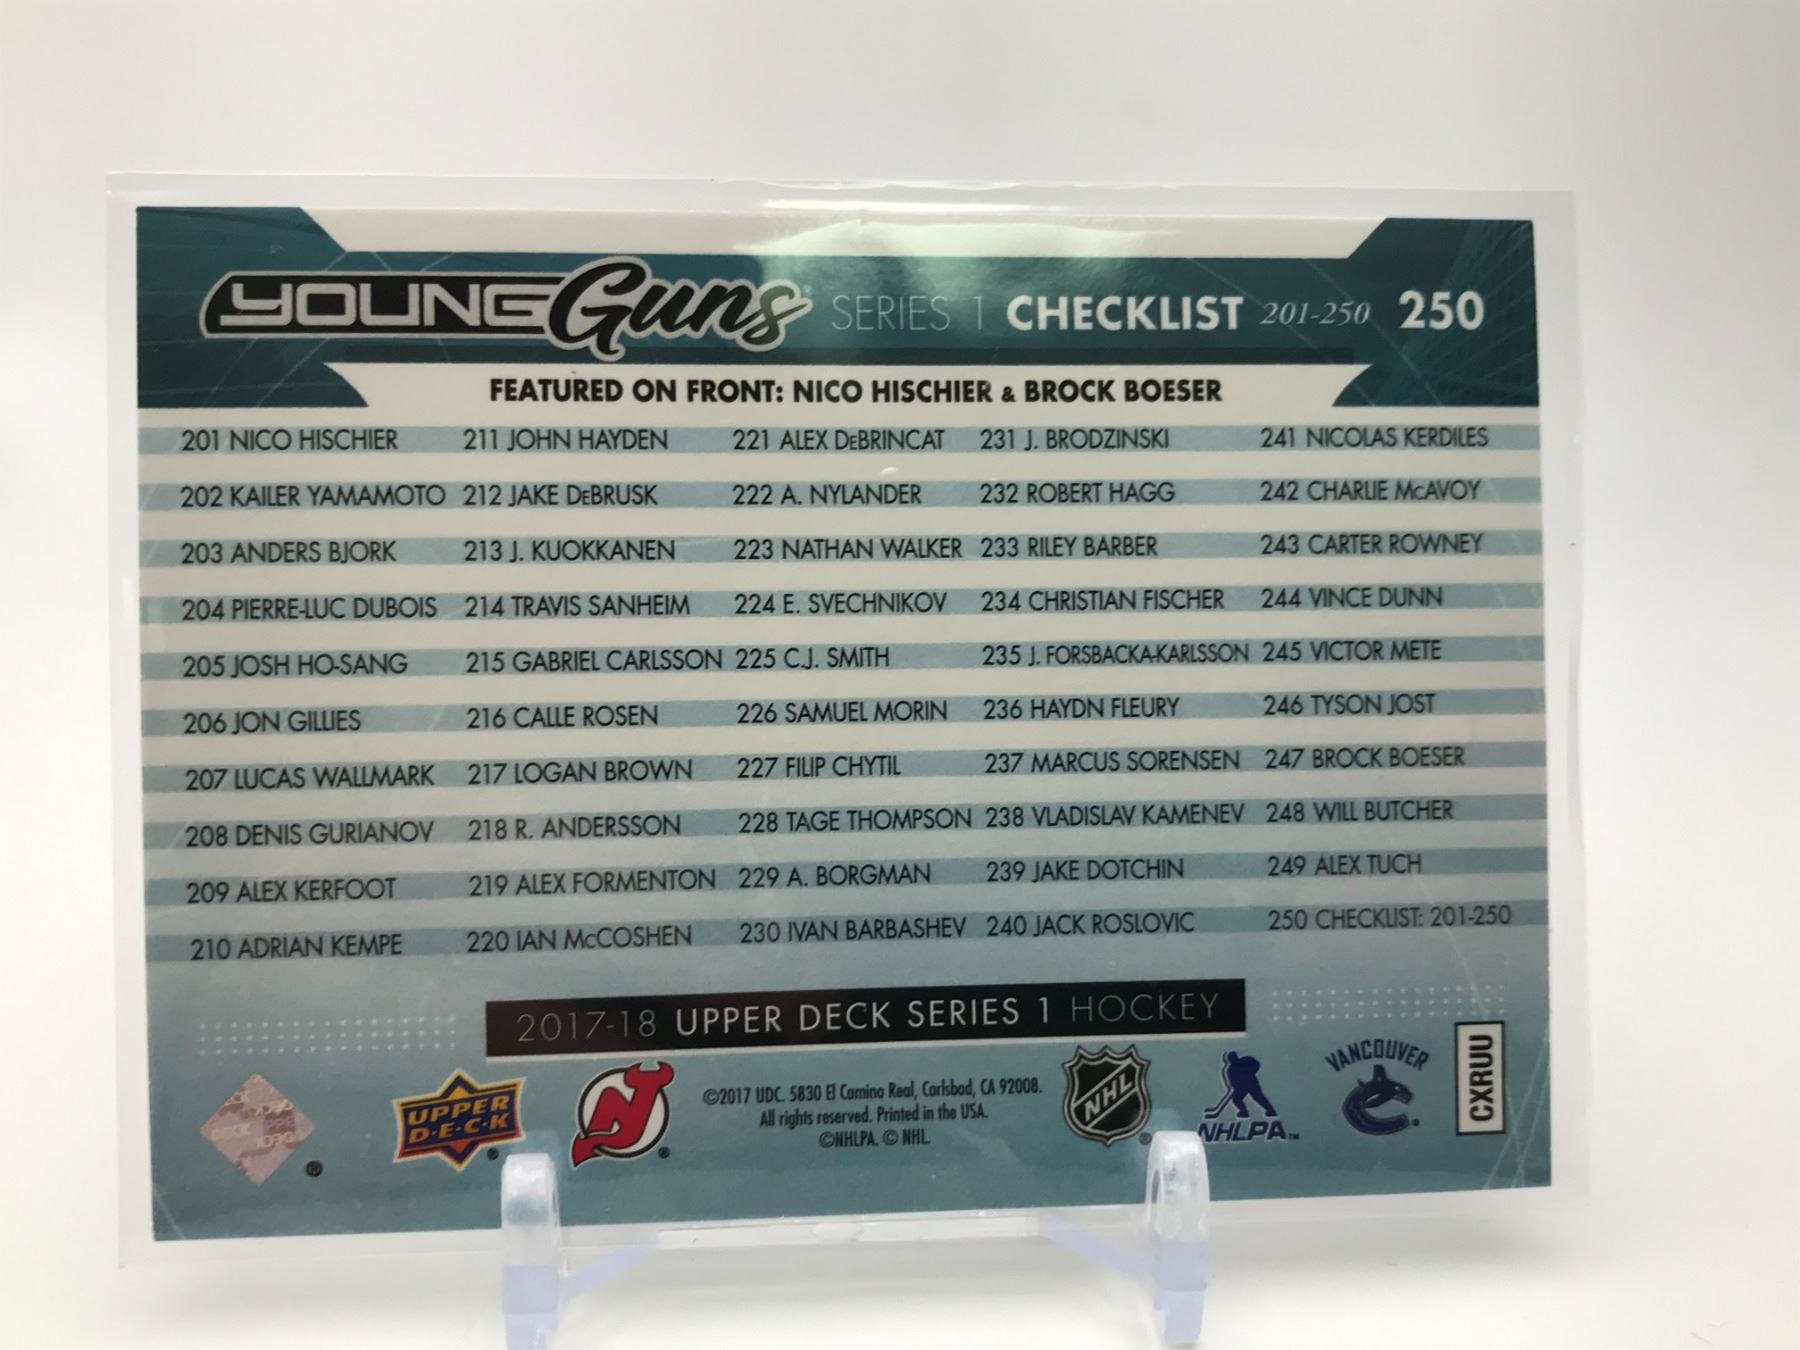 YOUNG Guns SERIES 1 CHECKLIST 201-250 250
FEATURED ON FRONT: NICO HISCHIER & BROCK BOESER
201 NICO HISCHIER
202 KAILER YAMAMOTO
203 ANDERS BJORK
204 PIERRE-LUC DUBOIS
205 JOSH HO-SANG
206 JON GILLIES
207 LUCAS WALLMARK
208 DENIS GURIANOV
209 ALEX KERFOOT
210 ADRIAN KEMPE
211 JOHN HAYDEN
212 JAKE DEBRUSK
213 J. KUOKKANEN
214 TRAVIS SANHEIM
215 GABRIEL CARLSSON
216 CALLE ROSEN
217 LOGAN BROWN
218 R. ANDERSSON
219 ALEX FORMENTON
220 IAN McCOSHEN
221 ALEX DEBRINCAT
222 A. NYLANDER
223 NATHAN WALKER
224 E. SVECHNIKOV
225 C.J. SMITH
226 SAMUEL MORIN
227 FILIP CHYTIL
228 TAGE THOMPSON
229 A. BORGMAN
230 IVAN BARBASHEV
231 J. BRODZINSKI
232 ROBERT HAGG
233 RILEY BARBER
234 CHRISTIAN FISCHER
235 J. FORSBACKA-KARLSSON
236 HAYDN FLEURY
237 MARCUS SORENSEN
238 VLADISLAV KAMENEV
239 JAKE DOTCHIN
240 JACK ROSLOVIC
241 NICOLAS KERDILES
242 CHARLIE McAVOY
243 CARTER ROWNEY
244 VINCE DUNN
245 VICTOR METE
246 TYSON JOST
247 BROCK BOESER
248 WILL BUTCHER
249 ALEX TUCH
250 CHECKLIST: 201-250
2017-18 UPPER DECK SERIES 1 HOCKEY
®
UPPER
D·E·C·K
®
NJ
®
©2017 UDC. 5830 El Camino Real, Carlsbad, CA 92008.
All rights reserved. Printed in the USA.
©NHLPA. © NHL
NHL
®
NHLPA™
VANCOUVER
CXRUU